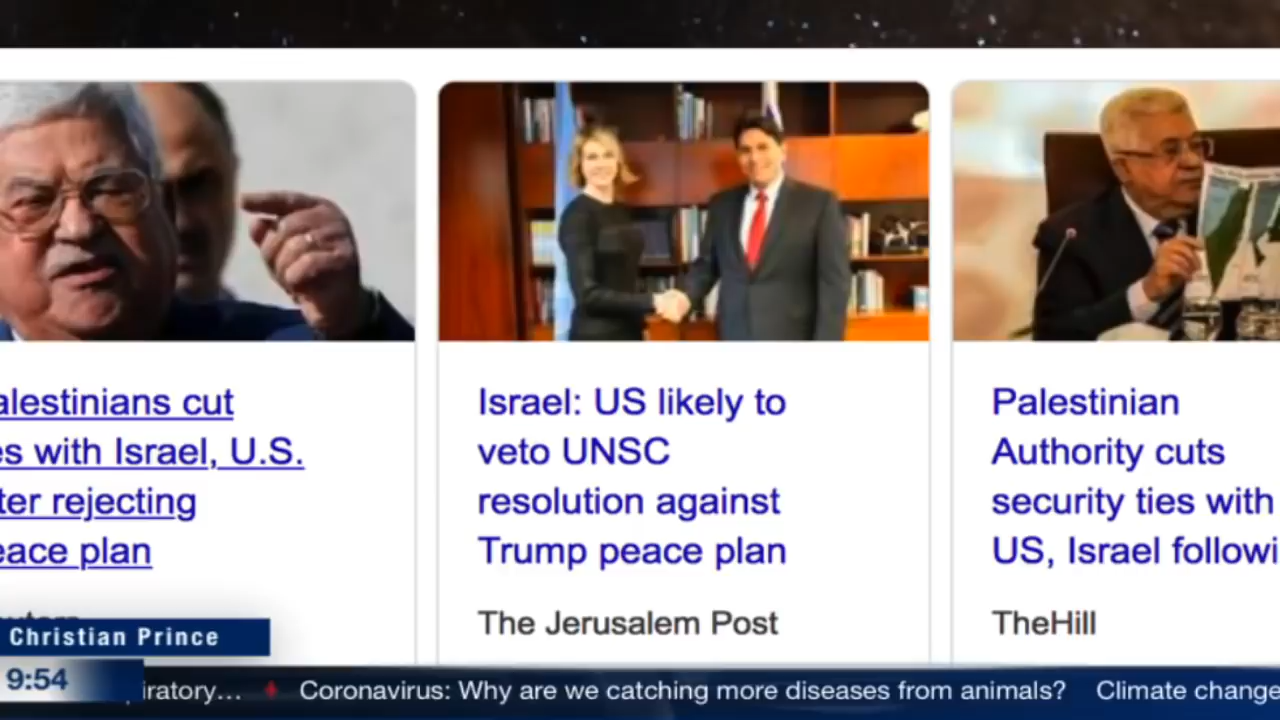 alestinians cut
es with Israel, U.S.
ter rejecting
eace plan
Israel: US likely to
veto UNSC
resolution against
Trump peace plan
The Jerusalem Post
Palestinian
Authority cuts
security ties with
US, Israel followi
TheHill
Christian Prince
9:54
iratory… ♦ Coronavirus: Why are we catching more diseases from animals? Climate change